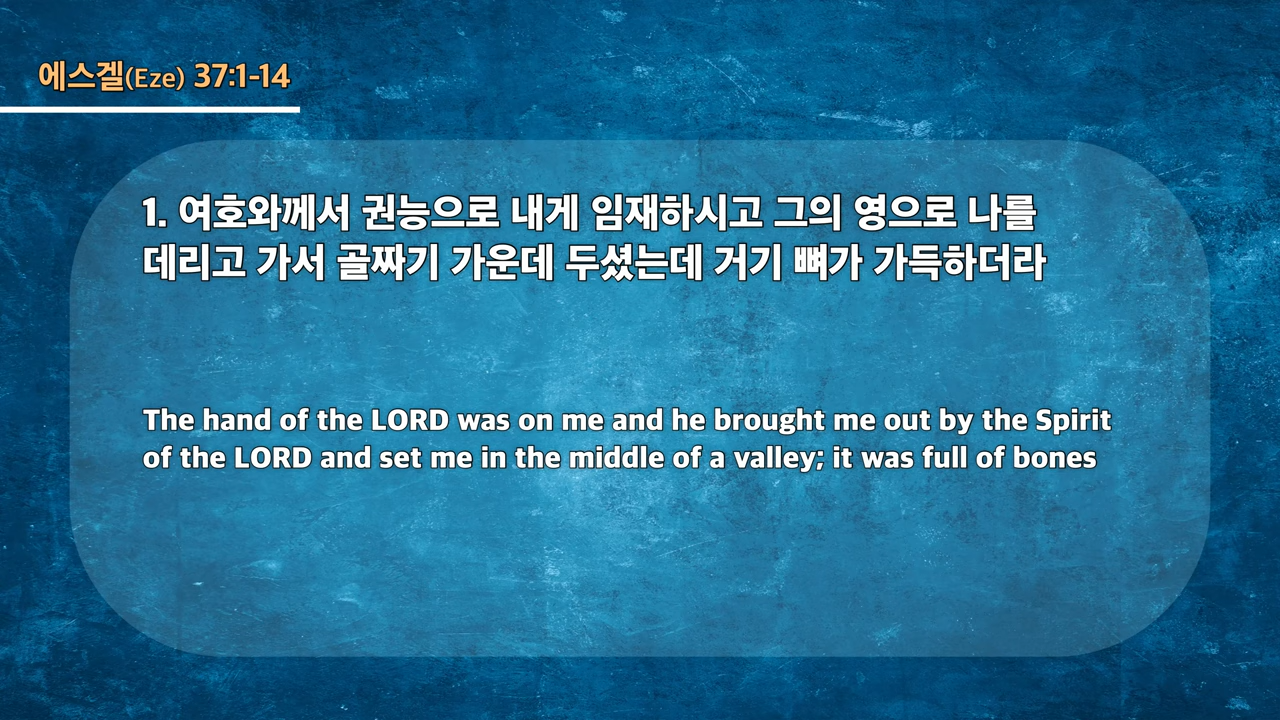 에스겔(Eze) 37:1-14
1. 여호와께서 권능으로 내게 임재하시고 그의 영으로 나를
데리고 가서 골짜기 가운데 두셨는데 거기 뼈가 가득하더라
The hand of the LORD was on me and he brought me out by the Spirit
of the LORD and set me in the middle of a valley; it was full of bones